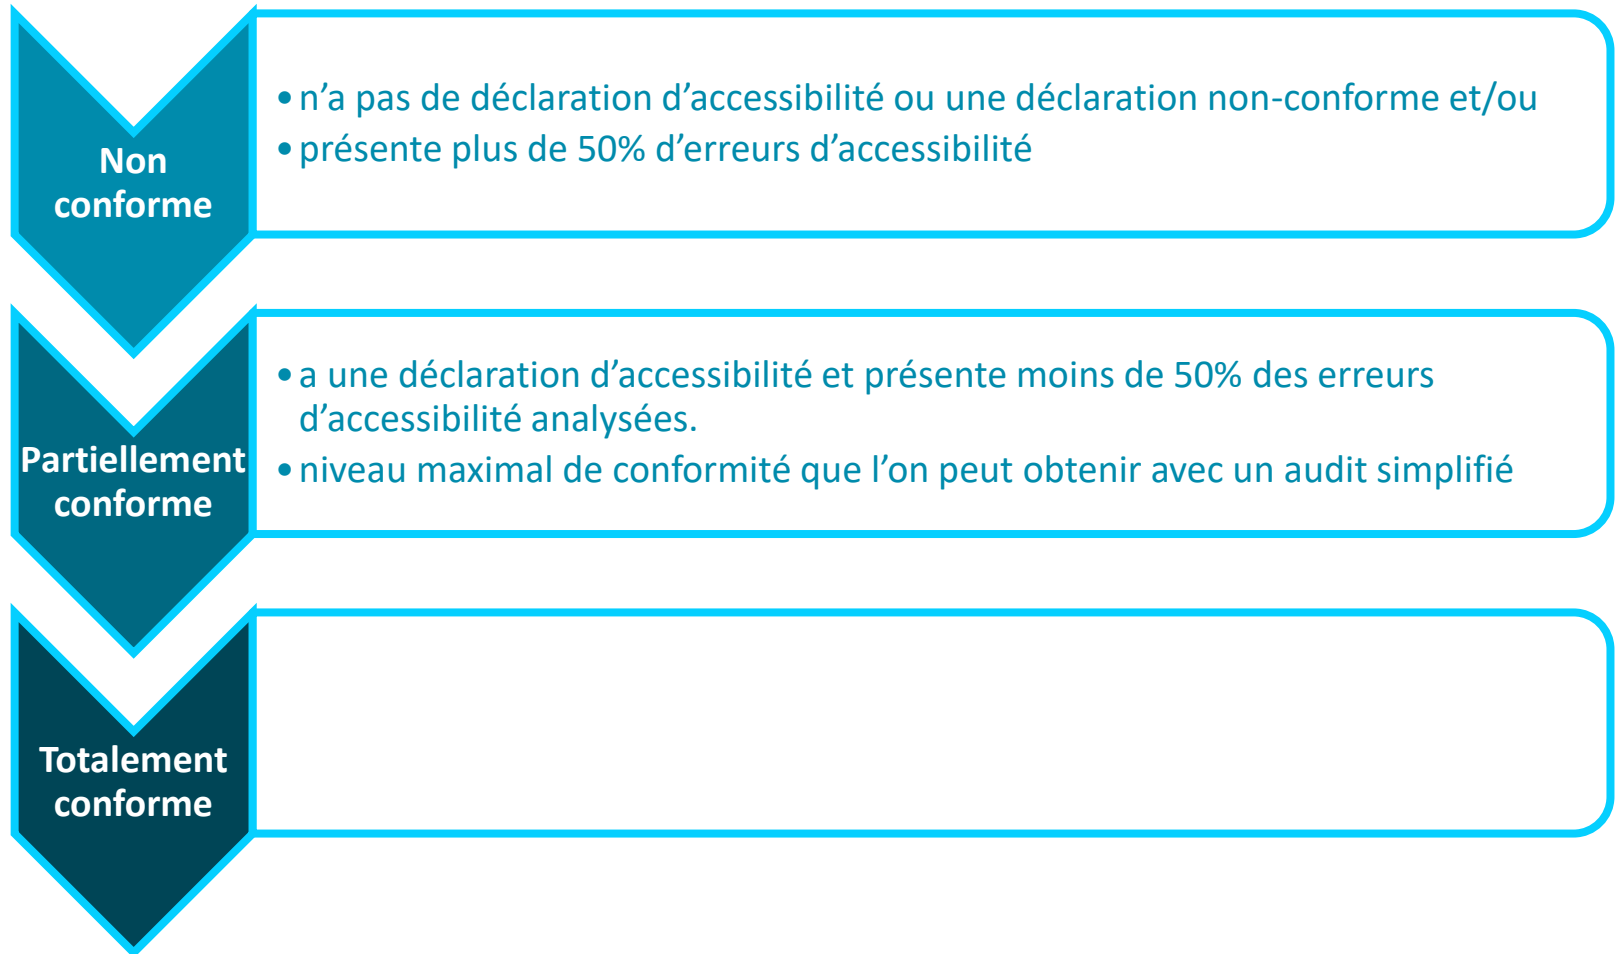 Non
conforme
• n’a pas de déclaration d’accessibilité ou une déclaration non-conforme et/ou
• présente plus de 50% d’erreurs d’accessibilité
Partiellement
conforme
• a une déclaration d’accessibilité et présente moins de 50% des erreurs
d’accessibilité analysées.
• niveau maximal de conformité que l’on peut obtenir avec un audit simplifié
Totalement
conforme